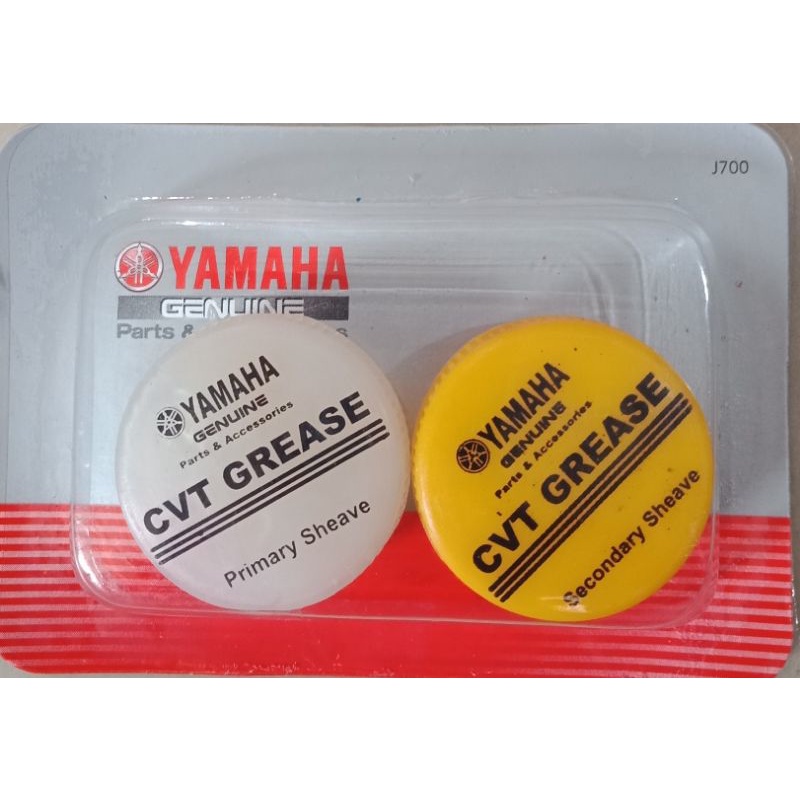 J700
YAMAHA
GENUINE
Parts &
YAMAHA
GENUINE
Parts & Accessories
CVT GREASE
Primary Sheave
YAMAHA
GENUINE
Parts & Accessories
CVT GREASE
Secondary Sheave